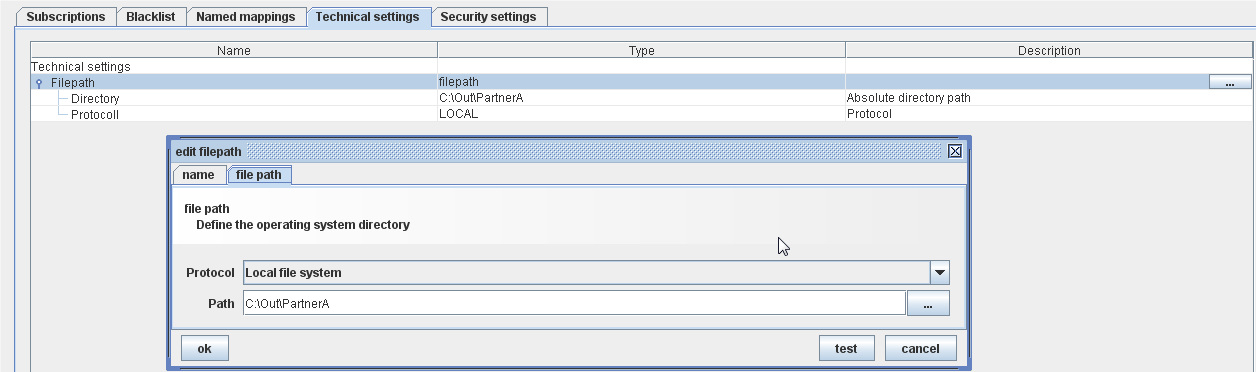 Subscriptions Blacklist Named mappings Technical settings Security settings
Name Type Description
Technical settings
Filepath filepath ...
Directory C:\Out\PartnerA Absolute directory path
Protocoll LOCAL Protocol
edit filepath
name file path
file path
Define the operating system directory
Protocol Local file system
Path C:\Out\PartnerA ...
ok test cancel